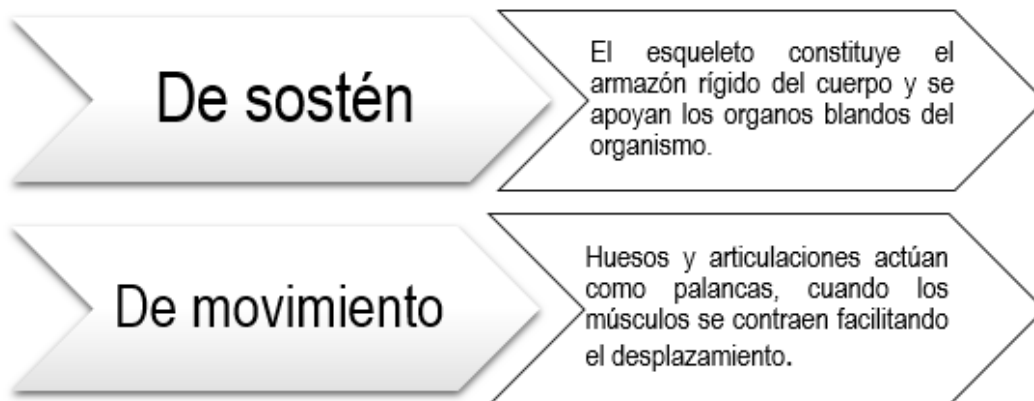 De sostén
El esqueleto constituye el
armazón rígido del cuerpo y se
apoyan los organos blandos del
organismo.
De movimiento
Huesos y articulaciones actúan
como palancas, cuando los
músculos se contraen facilitando
el desplazamiento.